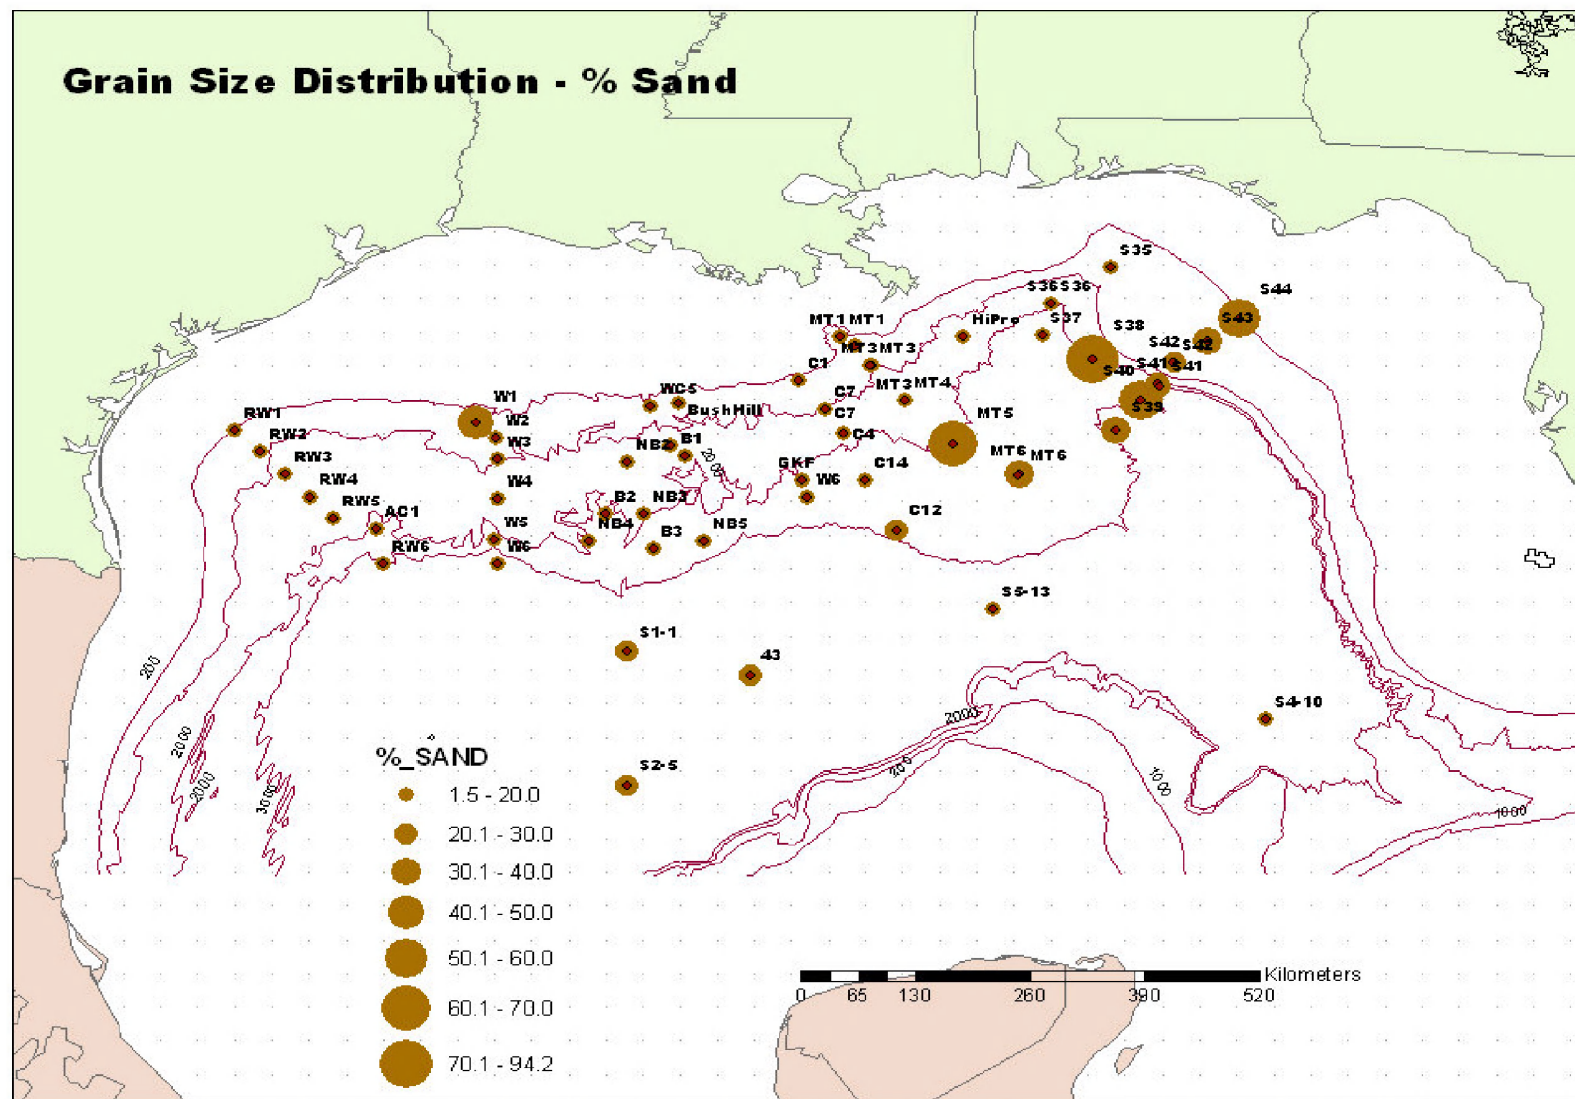 Grain Size Distribution - % Sand
S35
S44
S36 S36
S43
MT1 MT1
HiPro
S37
S38
S42 S42
MT3 MT3
C1
S40
S41 S41
MT3 MT4
WC5
C7
W1
BushHill
C7
S39
RW1
W2
MT5
RW2
W3
NB2
B1
C4
2000
MT6 MT6
RW3
GKF
C14
RW4
W4
W6
RW5
B2
NB3
AC1
C12
W5
NB4
B3
NB5
RW6
W6
S5-13
S1-1
43
200
S4-10
2000
2000
%_SAND
S2-5
200
1000
2000
3000
1000
1.5 - 20.0
20.1 - 30.0
30.1 - 40.0
40.1 - 50.0
50.1 - 60.0
60.1 - 70.0
70.1 - 94.2
Kilometers
0 65 130 260 390 520